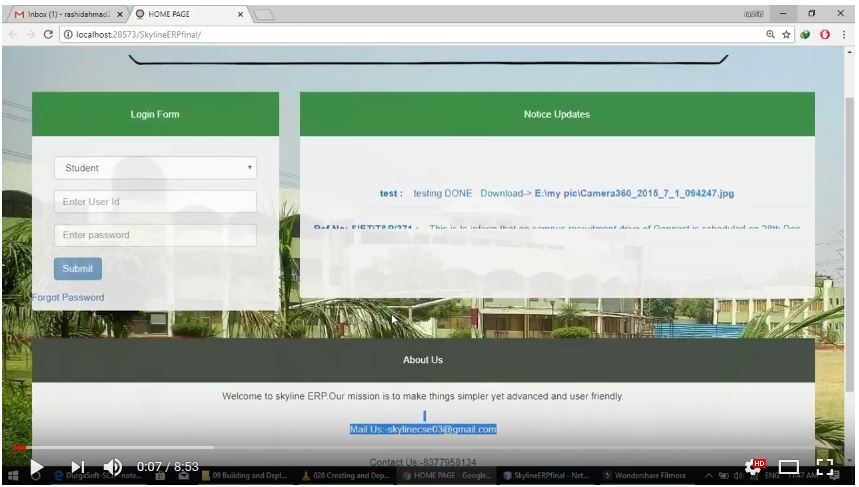 Inbox (1) - rashidahmad
HOME PAGE
rashid
localhost:28573/SkylineERPfinal/
Login Form
Notice Updates
Student
Enter User Id
Enter password
Submit
Forgot Password
test : testing DONE Download-> E:\my pic\Camera360_2015_7_1_094247.jpg
Ref No: SIET/T&P/371 : This is to inform that on campus recruitment drive of Genpact is scheduled on 28th Dec
About Us
Welcome to skyline ERP.Our mission is to make things simpler yet advanced and user friendly.
Mail Us:-skylinecse03@gmail.com
Contact Us:-8377958134
0:07 / 8:53
HD
DurgaSoft-SCJP-note...
09 Building and Depl...
028 Creating and Dep...
HOME PAGE - Google...
SkylineERPfinal - Net...
Wondershare Filmora
ENG
11:47 AM